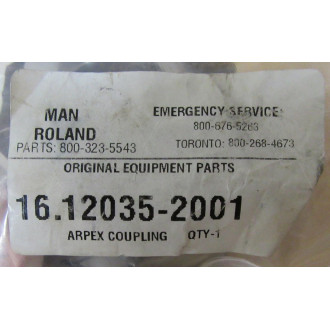 MAN
ROLAND
PARTS: 800-323-5543
EMERGENCY SERVICE:
800-676-5263
TORONTO: 800-268-4673
ORIGINAL EQUIPMENT PARTS
16.12035-2001
ARPEX COUPLING QTY-1